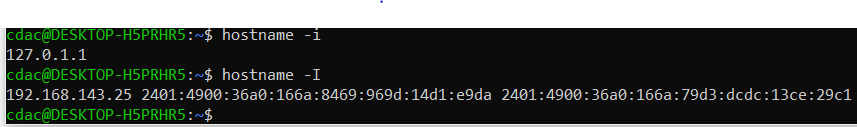 cdac@DESKTOP-H5PRHR5:~$ hostname -i
127.0.1.1
cdac@DESKTOP-H5PRHR5:~$ hostname -I
192.168.143.25 2401:4900:36a0:166a:8469:969d:14d1:e9da 2401:4900:36a0:166a:79d3:dcdc:13ce:29c1
cdac@DESKTOP-H5PRHR5:~$